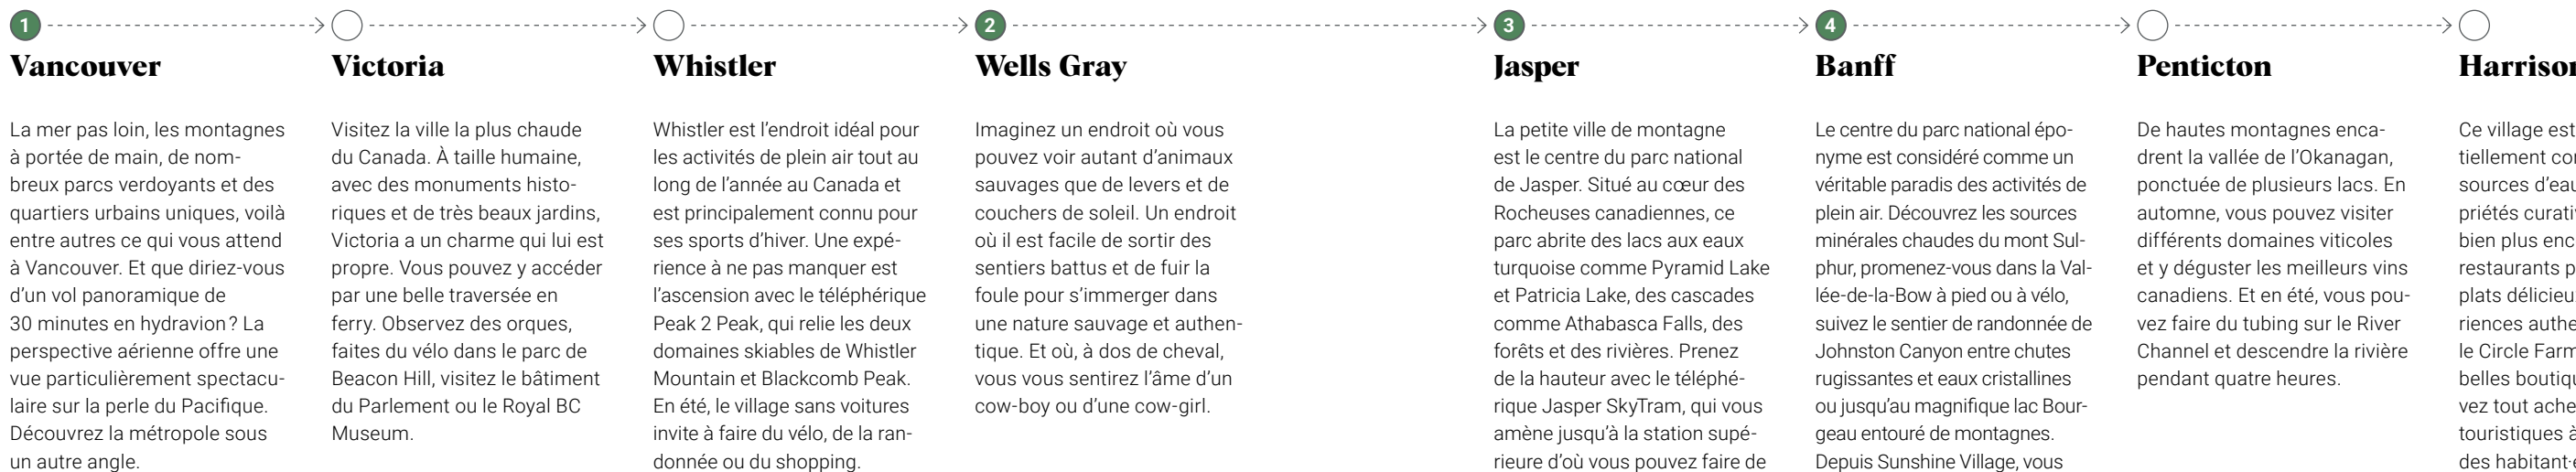 1
Vancouver
La mer pas loin, les montagnes
à portée de main, de nom-
breux parcs verdoyants et des
quartiers urbains uniques, voilà
entre autres ce qui vous attend
à Vancouver. Et que diriez-vous
d’un vol panoramique de
30 minutes en hydravion ? La
perspective aérienne offre une
vue particulièrement spectacu-
laire sur la perle du Pacifique.
Découvrez la métropole sous
un autre angle.
Victoria
Visitez la ville la plus chaude
du Canada. À taille humaine,
avec des monuments histo-
riques et de très beaux jardins,
Victoria a un charme qui lui est
propre. Vous pouvez y accéder
par une belle traversée en
ferry. Observez des orques,
faites du vélo dans le parc de
Beacon Hill, visitez le bâtiment
du Parlement ou le Royal BC
Museum.
Whistler
Whistler est l’endroit idéal pour
les activités de plein air tout au
long de l’année au Canada et
est principalement connu pour
ses sports d’hiver. Une expé-
rience à ne pas manquer est
l’ascension avec le téléphérique
Peak 2 Peak, qui relie les deux
domaines skiables de Whistler
Mountain et Blackcomb Peak.
En été, le village sans voitures
invite à faire du vélo, de la ran-
donnée ou du shopping.
2
Wells Gray
Imaginez un endroit où vous
pouvez voir autant d’animaux
sauvages que de levers et de
couchers de soleil. Un endroit
où il est facile de sortir des
sentiers battus et de fuir la
foule pour s’immerger dans
une nature sauvage et authen-
tique. Et où, à dos de cheval,
vous vous sentirez l’âme d’un
cow-boy ou d’une cow-girl.
3
Jasper
La petite ville de montagne
est le centre du parc national
de Jasper. Situé au cœur des
Rocheuses canadiennes, ce
parc abrite des lacs aux eaux
turquoise comme Pyramid Lake
et Patricia Lake, des cascades
comme Athabasca Falls, des
forêts et des rivières. Prenez
de la hauteur avec le téléphé-
rique Jasper SkyTram, qui vous
amène jusqu’à la station supé-
rieure d’où vous pouvez faire de
4
Banff
Le centre du parc national épo-
nyme est considéré comme un
véritable paradis des activités de
plein air. Découvrez les sources
minérales chaudes du mont Sul-
phur, promenez-vous dans la Val-
lée-de-la-Bow à pied ou à vélo,
suivez le sentier de randonnée de
Johnston Canyon entre chutes
rugissantes et eaux cristallines
ou jusqu’au magnifique lac Bour-
geau entouré de montagnes.
Depuis Sunshine Village, vous
Penticton
De hautes montagnes enca-
drent la vallée de l’Okanagan,
ponctuée de plusieurs lacs. En
automne, vous pouvez visiter
différents domaines viticoles
et y déguster les meilleurs vins
canadiens. Et en été, vous pou-
vez faire du tubing sur le River
Channel et descendre la rivière
pendant quatre heures.
Ce village est
tiellement
sources
priétés
bien plus
restaurants
plats
riences
le Circle
belles
vez tout
touristiques
des